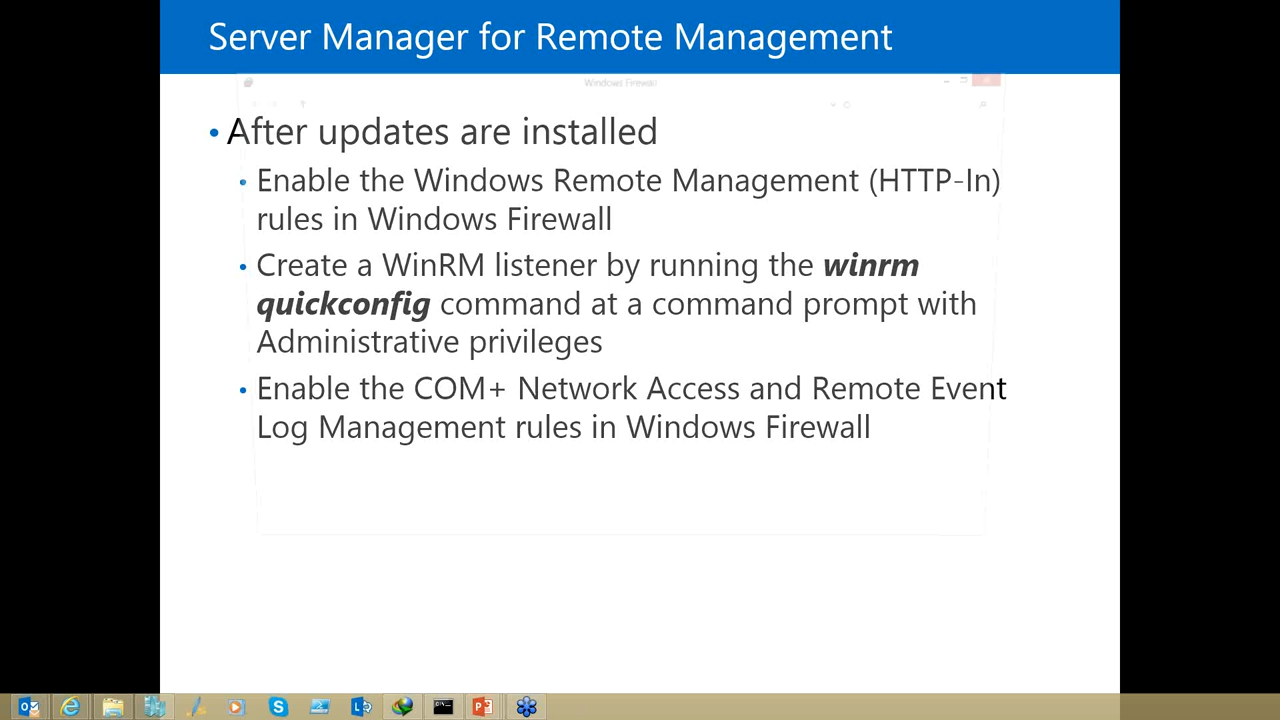 Server Manager for Remote Management
Windows Firewall
• After updates are installed
• Enable the Windows Remote Management (HTTP-In)
rules in Windows Firewall
• Create a WinRM listener by running the winrm
quickconfig command at a command prompt with
Administrative privileges
• Enable the COM+ Network Access and Remote Event
Log Management rules in Windows Firewall